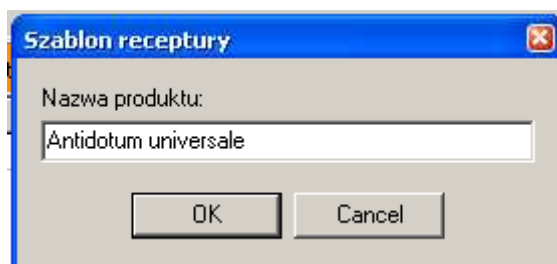 Szablon receptury
Nazwa produktu:
Antidotum universale
OK Cancel